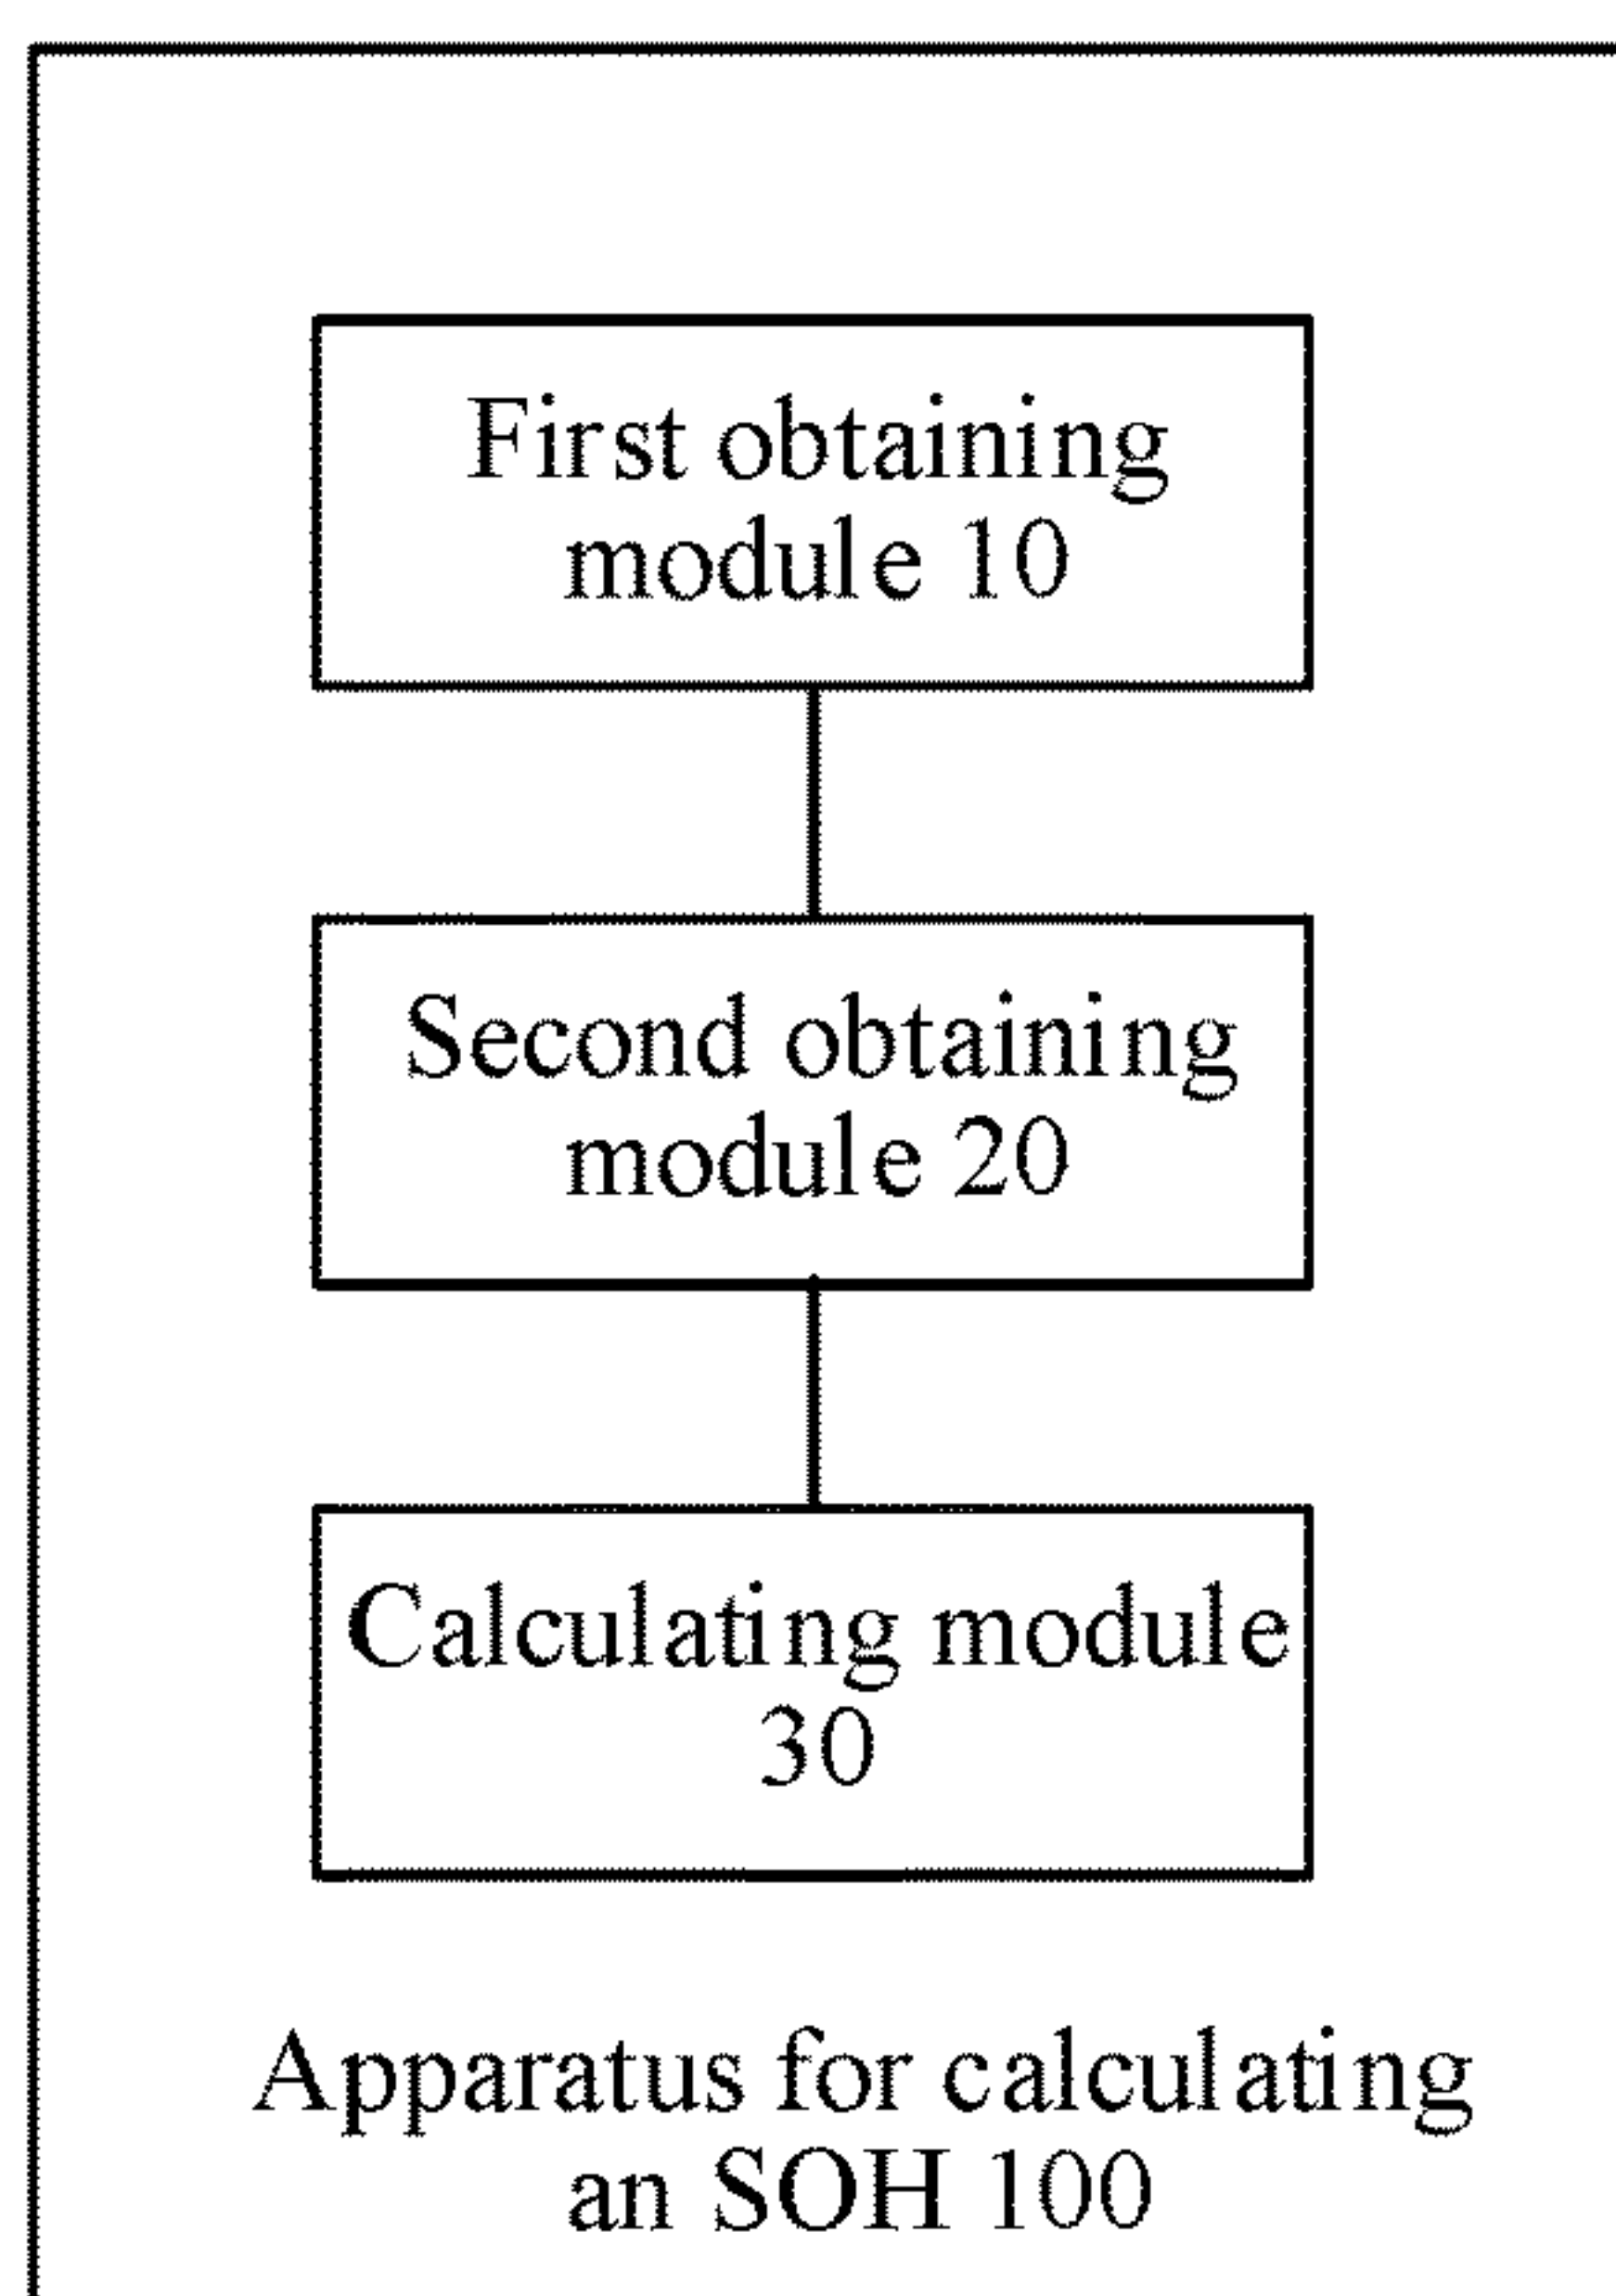 First obtaining
module 10
Second obtaining
module 20
Calculating module
30
Apparatus for calculating
an SOH 100